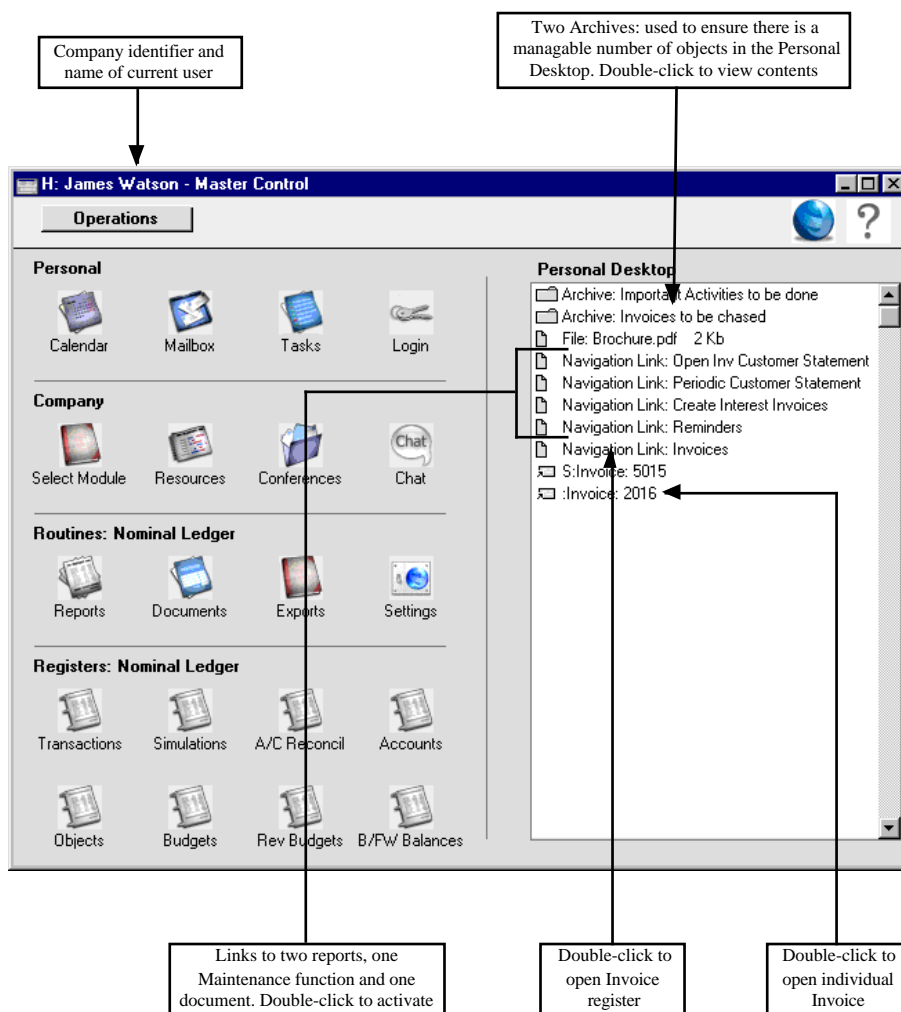 Company identifier and
name of current user
Two Archives: used to ensure there is a
managable number of objects in the Personal
Desktop. Double-click to view contents
H: James Watson - Master Control
Operations
?
Personal
Calendar
Mailbox
Tasks
Login
Company
Select Module
Resources
Conferences
Chat
Chat
Routines: Nominal Ledger
Reports
Documents
Exports
Settings
Registers: Nominal Ledger
Transactions
Simulations
A/C Reconcil
Accounts
Objects
Budgets
Rev Budgets
B/FW Balances
Personal Desktop
Archive: Important Activities to be done
Archive: Invoices to be chased
File: Brochure.pdf 2 Kb
Navigation Link: Open Inv Customer Statement
Navigation Link: Periodic Customer Statement
Navigation Link: Create Interest Invoices
Navigation Link: Reminders
Navigation Link: Invoices
S:Invoice: 5015
:Invoice: 2016
Links to two reports, one
Maintenance function and one
document. Double-click to activate
Double-click to
open Invoice
register
Double-click to
open individual
Invoice